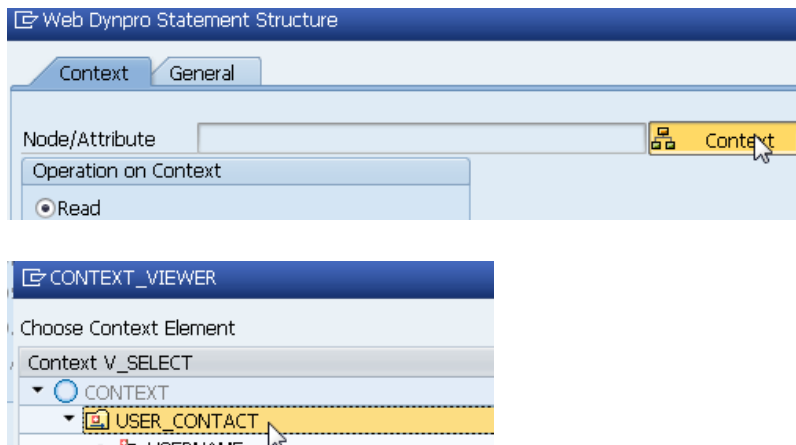 Web Dynpro Statement Structure
Context General
Node/Attribute Context
Operation on Context
Read
CONTEXT_VIEWER
Choose Context Element
Context V_SELECT
CONTEXT
USER_CONTACT
USERNAME